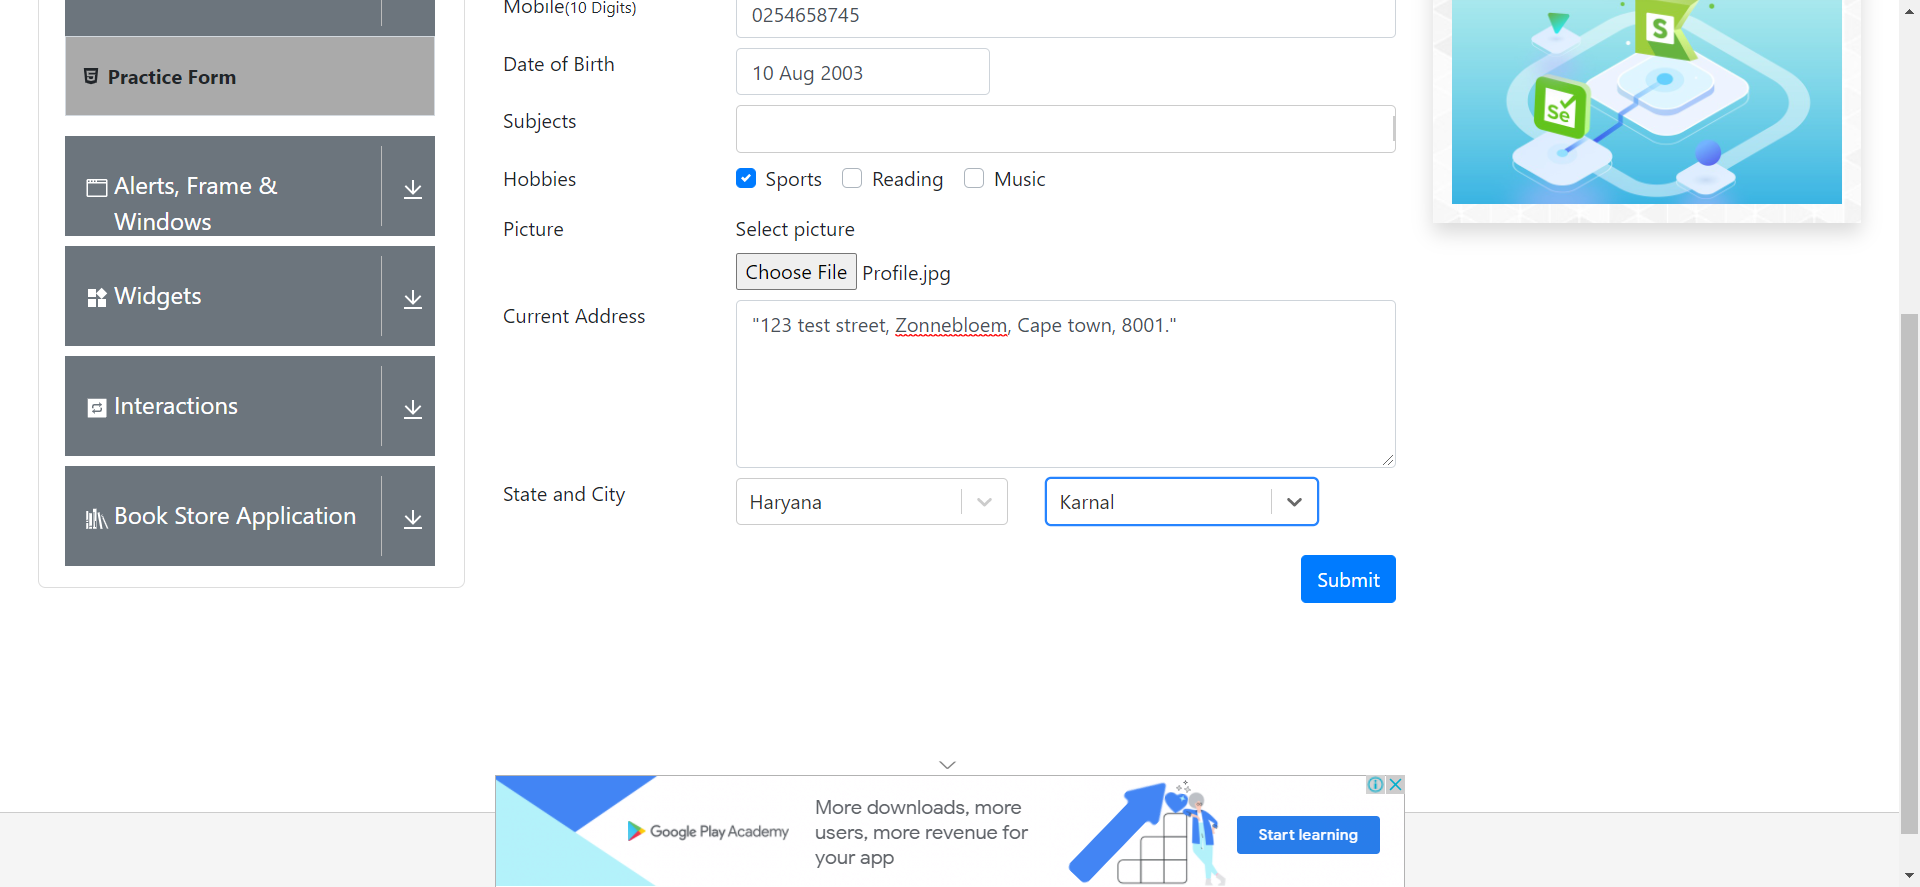 Mobile(10 Digits)
0254658745
Practice Form
Date of Birth
10 Aug 2003
Subjects
Alerts, Frame &
Windows
Hobbies
Sports
Reading
Music
Picture
Select picture
Choose File
Profile.jpg
Widgets
Current Address
"123 test street, Zonnebloem, Cape town, 8001."
Interactions
Book Store Application
State and City
Haryana
Karnal
Submit
S
Se
Google Play Academy
More downloads, more
users, more revenue for
your app
Start learning